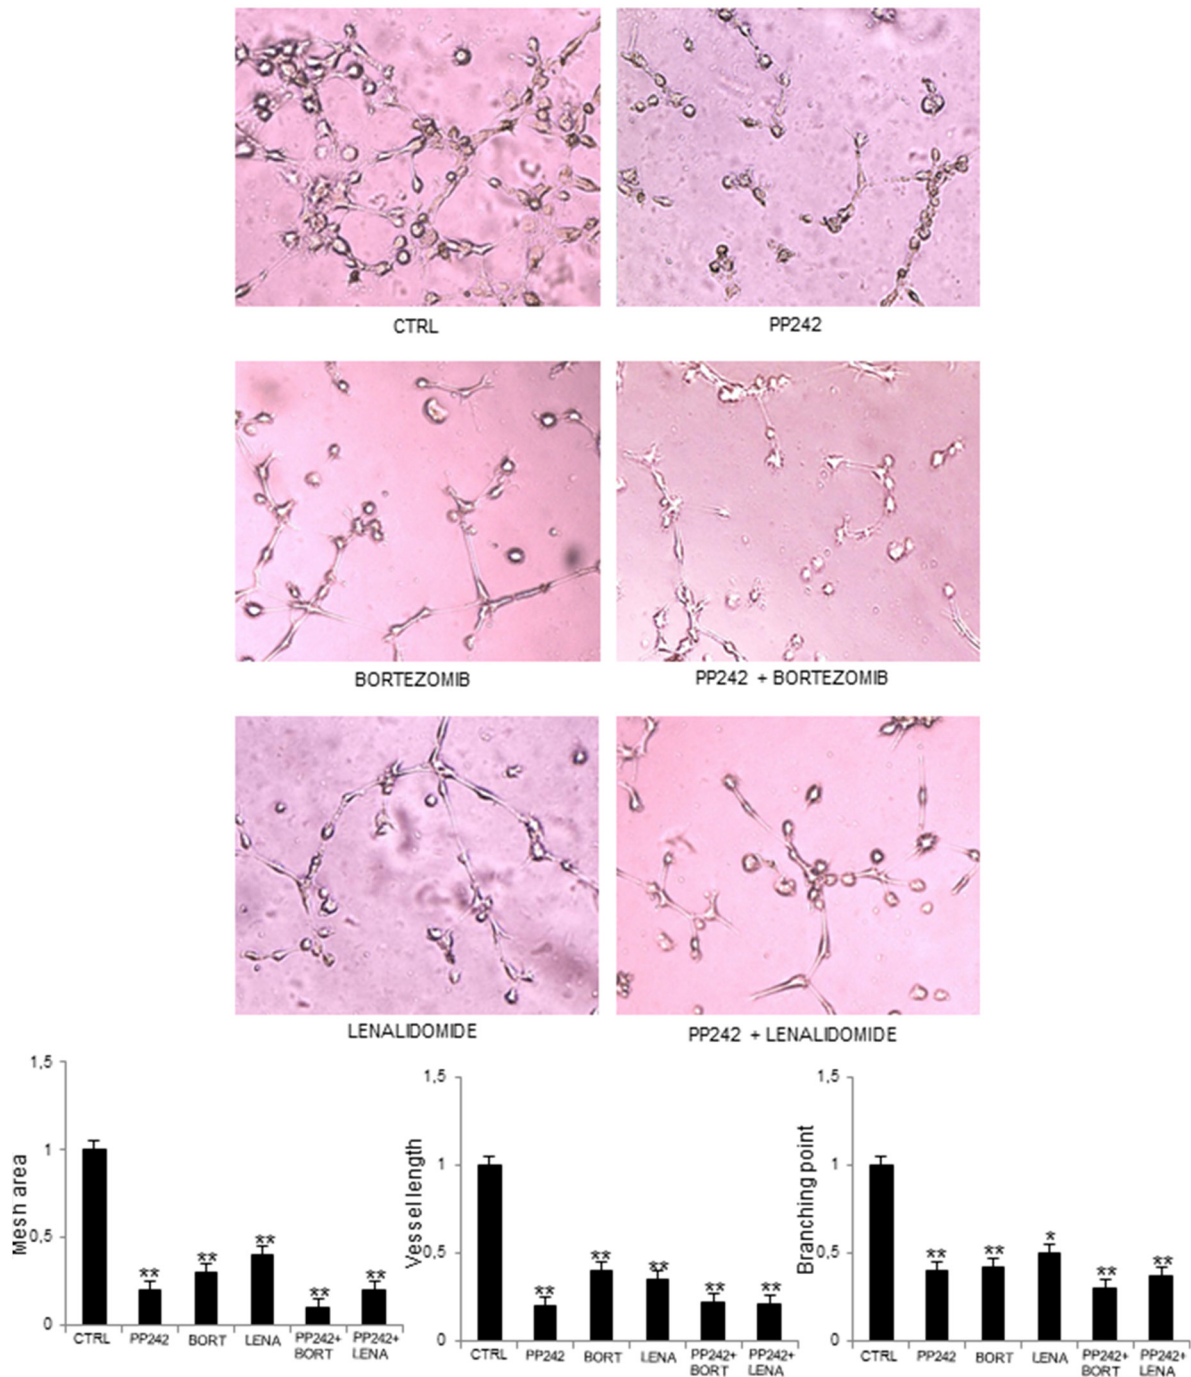 CTRL
PP242
BORTEZOMIB
PP242 + BORTEZOMIB
LENALIDOMIDE
PP242 + LENALIDOMIDE
Mesh area
1,5
1
0,5
0
**
**
**
**
**
CTRL
PP242
BORT
LENA
PP242+
BORT
PP242+
LENA
Vessel length
1,5
1
0,5
0
**
**
**
**
**
CTRL
PP242
BORT
LENA
PP242+
BORT
PP242+
LENA
Branching point
1,5
1
0,5
0
**
**
*
**
**
CTRL
PP242
BORT
LENA
PP242+
BORT
PP242+
LENA